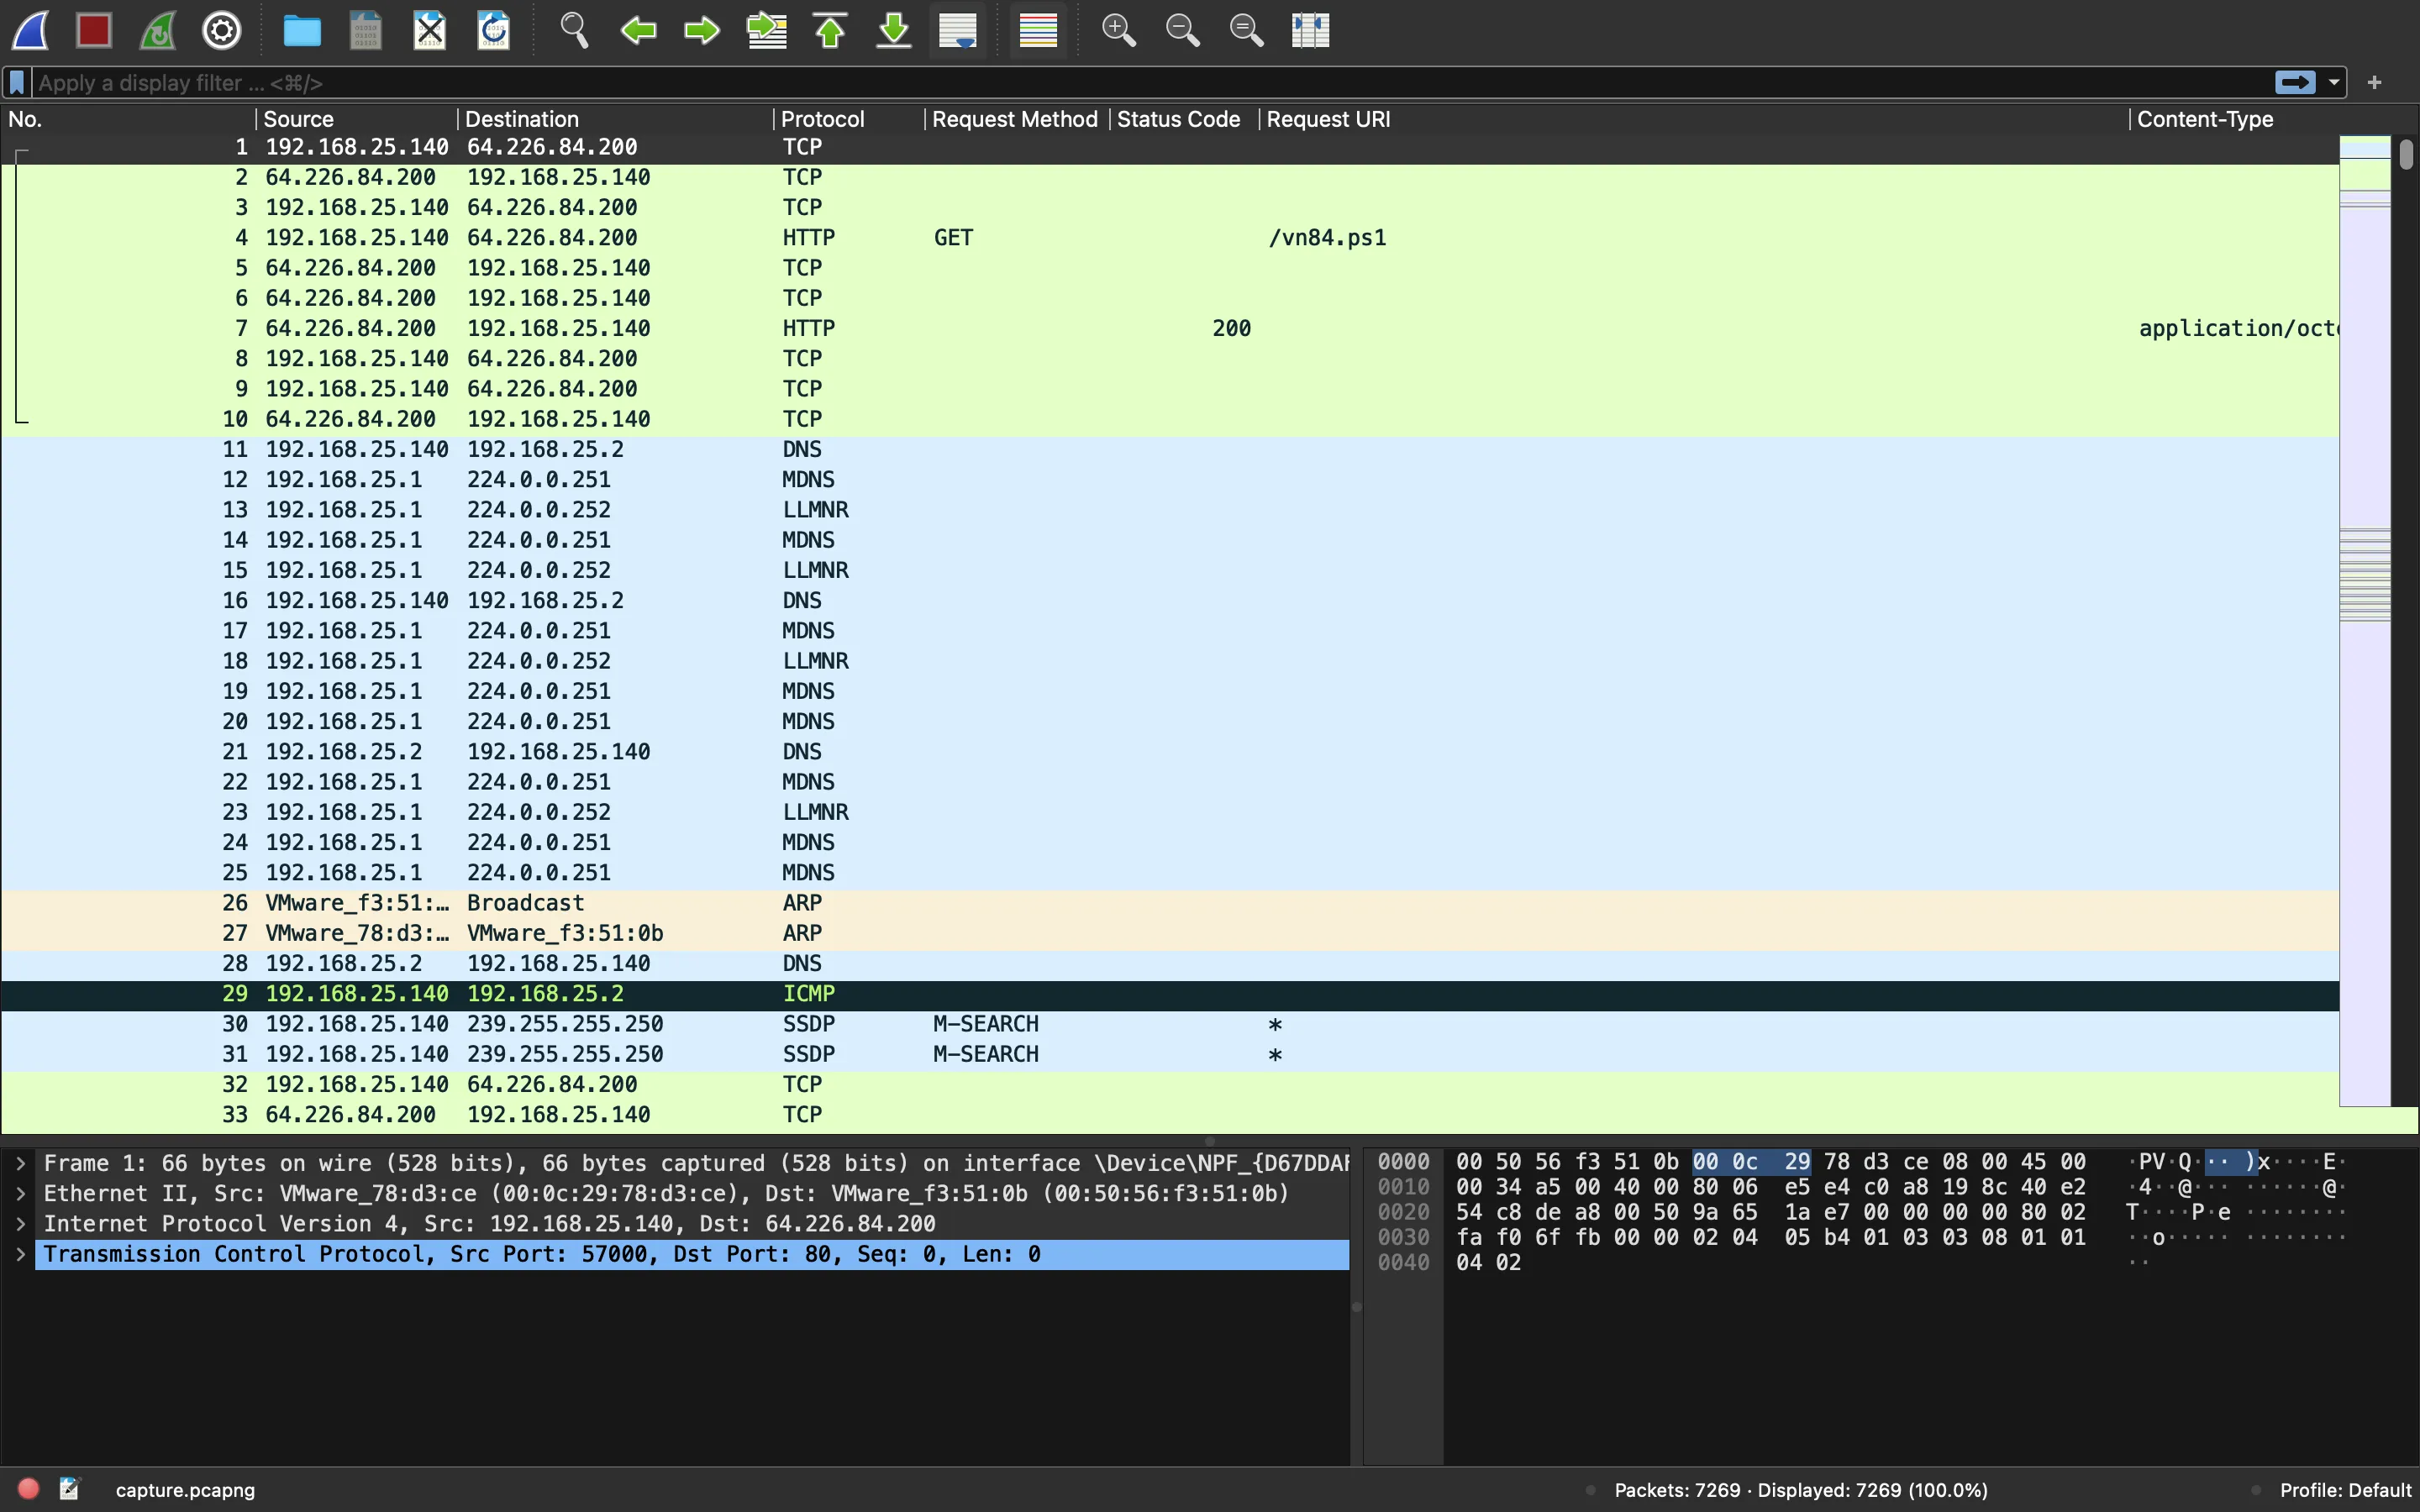 Apply a display filter ... <⌘/>
No. Source Destination Protocol Request Method Status Code Request URI Content-Type
1 192.168.25.140 64.226.84.200 TCP
2 64.226.84.200 192.168.25.140 TCP
3 192.168.25.140 64.226.84.200 TCP
4 192.168.25.140 64.226.84.200 HTTP GET /vn84.ps1
5 64.226.84.200 192.168.25.140 TCP
6 64.226.84.200 192.168.25.140 TCP
7 64.226.84.200 192.168.25.140 HTTP 200 application/octe
8 192.168.25.140 64.226.84.200 TCP
9 192.168.25.140 64.226.84.200 TCP
10 64.226.84.200 192.168.25.140 TCP
11 192.168.25.140 192.168.25.2 DNS
12 192.168.25.1 224.0.0.251 MDNS
13 192.168.25.1 224.0.0.252 LLMNR
14 192.168.25.1 224.0.0.251 MDNS
15 192.168.25.1 224.0.0.252 LLMNR
16 192.168.25.140 192.168.25.2 DNS
17 192.168.25.1 224.0.0.251 MDNS
18 192.168.25.1 224.0.0.252 LLMNR
19 192.168.25.1 224.0.0.251 MDNS
20 192.168.25.1 224.0.0.251 MDNS
21 192.168.25.2 192.168.25.140 DNS
22 192.168.25.1 224.0.0.251 MDNS
23 192.168.25.1 224.0.0.252 LLMNR
24 192.168.25.1 224.0.0.251 MDNS
25 192.168.25.1 224.0.0.251 MDNS
26 VMware_f3:51:… Broadcast ARP
27 VMware_78:d3:… VMware_f3:51:0b ARP
28 192.168.25.2 192.168.25.140 DNS
29 192.168.25.140 192.168.25.2 ICMP
30 192.168.25.140 239.255.255.250 SSDP M-SEARCH *
31 192.168.25.140 239.255.255.250 SSDP M-SEARCH *
32 192.168.25.140 64.226.84.200 TCP
33 64.226.84.200 192.168.25.140 TCP
Frame 1: 66 bytes on wire (528 bits), 66 bytes captured (528 bits) on interface \Device\NPF_{D67DDAF
Ethernet II, Src: VMware_78:d3:ce (00:0c:29:78:d3:ce), Dst: VMware_f3:51:0b (00:50:56:f3:51:0b)
Internet Protocol Version 4, Src: 192.168.25.140, Dst: 64.226.84.200
Transmission Control Protocol, Src Port: 57000, Dst Port: 80, Seq: 0, Len: 0
0000 00 50 56 f3 51 0b 00 0c 29 78 d3 ce 08 00 45 00 ·PV·Q··· )x····E·
0010 00 34 a5 00 40 00 80 06 e5 e4 c0 a8 19 8c 40 e2 ·4··@··· ······@·
0020 54 c8 de a8 00 50 9a 65 1a e7 00 00 00 00 80 02 T····P·e ········
0030 fa f0 6f fb 00 00 02 04 05 b4 01 03 03 08 01 01 ··o····· ········
0040 04 02 ··
capture.pcapng
Packets: 7269 · Displayed: 7269 (100.0%)
Profile: Default